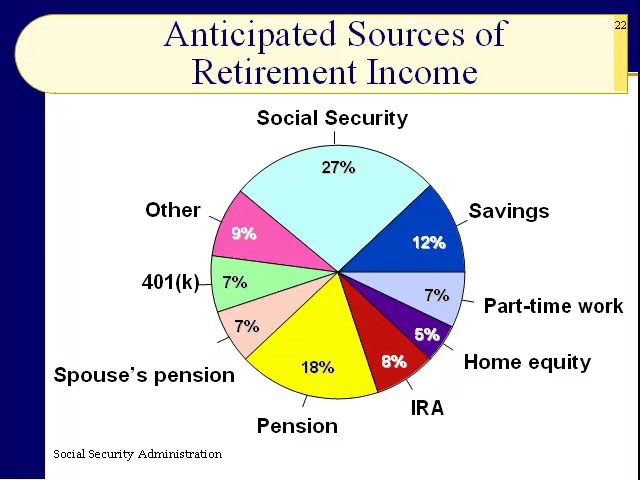 22
Anticipated Sources of
Retirement Income
Social Security
27%
Other
9%
Savings
12%
401(k)
7%
7%
Part-time work
7%
5%
Home equity
Spouse’s pension
18%
8%
IRA
Pension
Social Security Administration